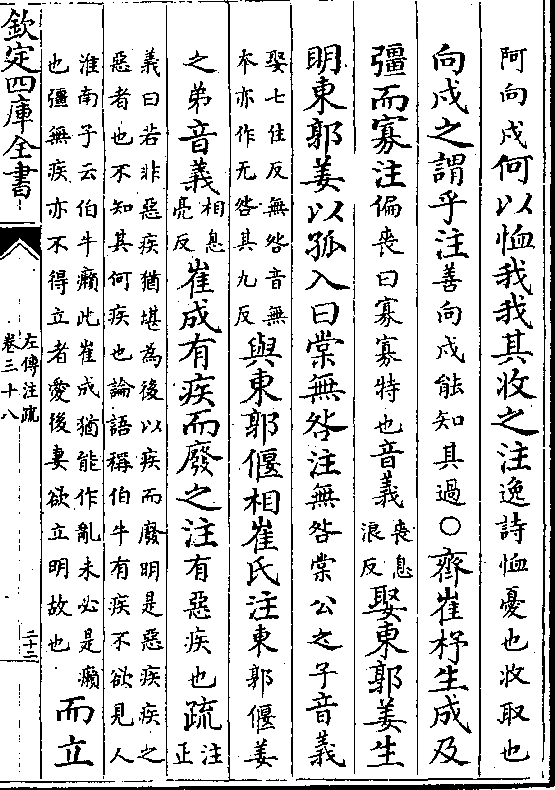 阿向戌何以恤我我其收之注逸詩恤憂也收取也
向戌之謂乎注善向戌能知其過○齊崔杼生成及
彊而寡注偏喪曰寡寡特也音義喪息浪反娶東郭姜生
明東郭姜以孤入曰棠無咎注無咎棠公之子音義
娶七住反無咎音無本亦作无咎其九反與東郭偃相崔氏注東郭偃姜
之弟音義相息亮反崔成有疾而廢之注有惡疾也疏注正
義曰若非惡疾猶堪為後以疾而廢明是惡疾疾之
惡者也不知其何疾也論語稱伯牛有疾不欲見人
淮南子云伯牛癩此崔成猶能作亂未必是癩
也彊無疾亦不得立者愛後妻欲立明故也而立
欽定四庫全書
左傳注疏
卷三十八
二十三